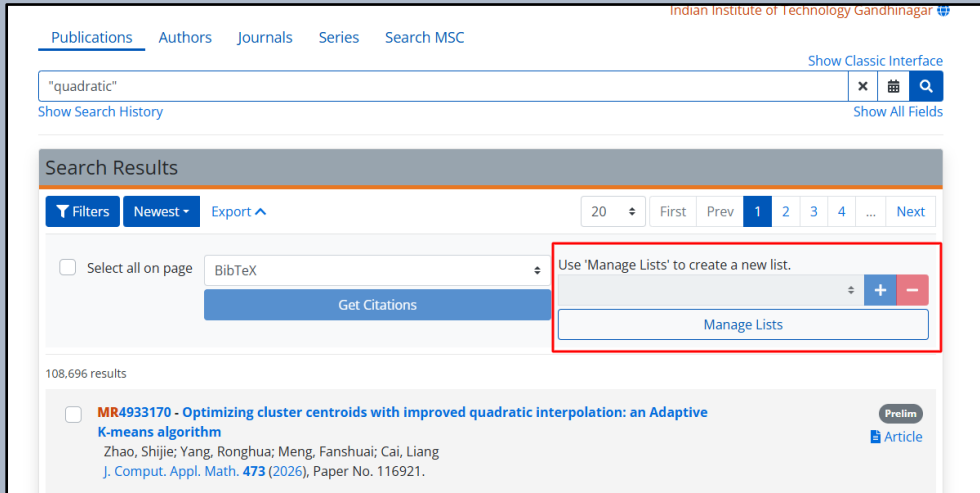 Indian Institute of Technology Gandhinagar
Publications Authors Journals Series Search MSC
Show Classic Interface
"quadratic"
Show Search History Show All Fields
Search Results
Filters Newest Export 20 First Prev 1 2 3 4 ... Next
Select all on page BibTeX Use 'Manage Lists' to create a new list.
+ −
Get Citations Manage Lists
108,696 results
MR4933170 - Optimizing cluster centroids with improved quadratic interpolation: an Adaptive Prelim
K-means algorithm Article
Zhao, Shijie; Yang, Ronghua; Meng, Fanshuai; Cai, Liang
J. Comput. Appl. Math. 473 (2026), Paper No. 116921.